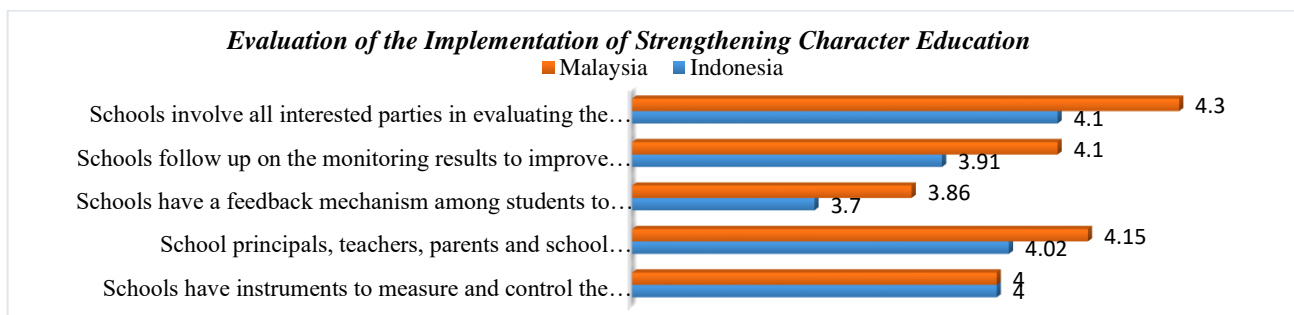 Evaluation of the Implementation of Strengthening Character Education
Malaysia Indonesia
Schools involve all interested parties in evaluating the…
4.3
4.1
Schools follow up on the monitoring results to improve…
4.1
3.91
Schools have a feedback mechanism among students to…
3.86
3.7
School principals, teachers, parents and school…
4.15
4.02
Schools have instruments to measure and control the…
4
4